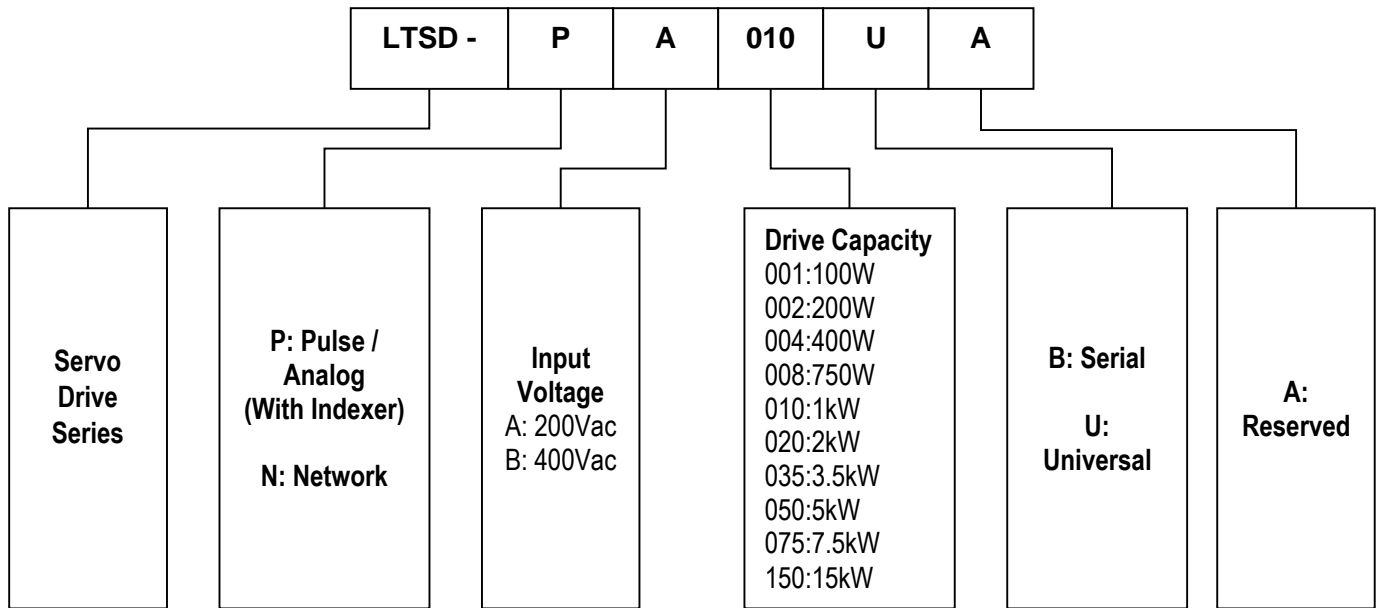 LTSD - P A 010 U A
Servo
Drive
Series
P: Pulse /
Analog
(With Indexer)
N: Network
Input
Voltage
A: 200Vac
B: 400Vac
Drive Capacity
001:100W
002:200W
004:400W
008:750W
010:1kW
020:2kW
035:3.5kW
050:5kW
075:7.5kW
150:15kW
B: Serial
U:
Universal
A:
Reserved